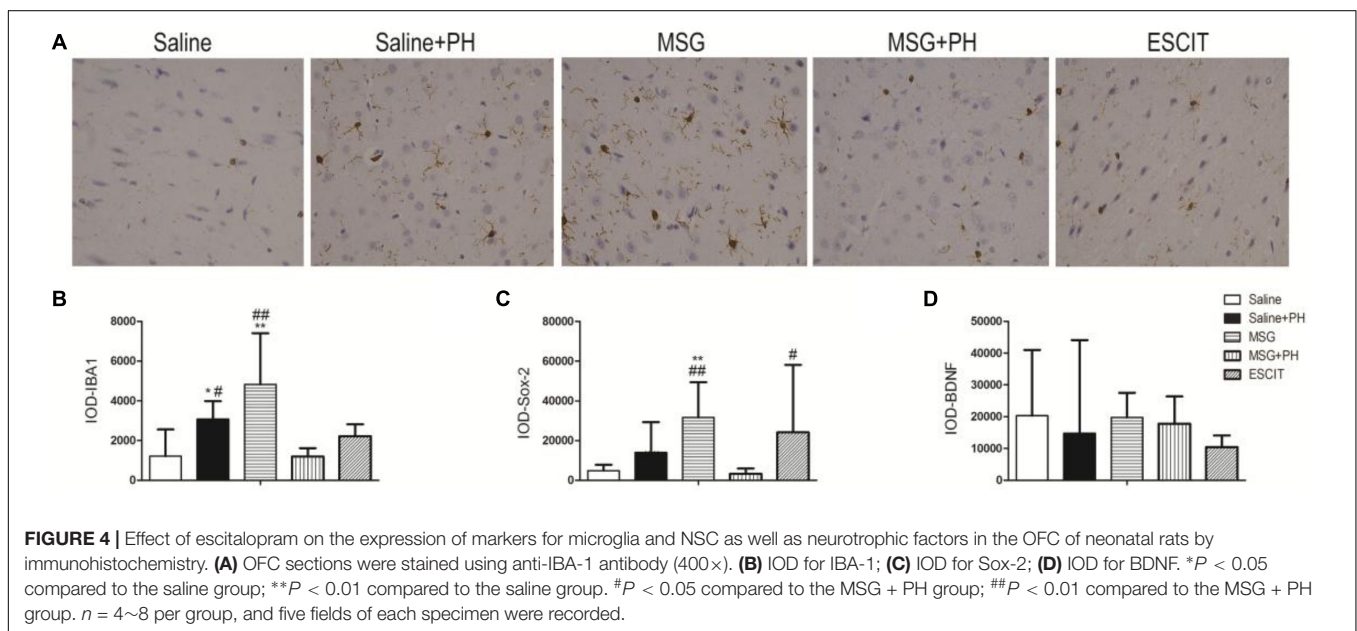 A
Saline
Saline+PH
MSG
MSG+PH
ESCIT
B
IOD-IBA1
8000
6000
4000
2000
0
* #
##
**
C
IOD-Sox-2
80000
60000
40000
20000
0
**
##
#
D
IOD-BDNF
50000
40000
30000
20000
10000
0
Saline
Saline+PH
MSG
MSG+PH
ESCIT
FIGURE 4 | Effect of escitalopram on the expression of markers for microglia and NSC as well as neurotrophic factors in the OFC of neonatal rats by
immunohistochemistry. (A) OFC sections were stained using anti-IBA-1 antibody (400×). (B) IOD for IBA-1; (C) IOD for Sox-2; (D) IOD for BDNF. *P < 0.05
compared to the saline group; **P < 0.01 compared to the saline group. #P < 0.05 compared to the MSG + PH group; ##P < 0.01 compared to the MSG + PH
group. n = 4~8 per group, and five fields of each specimen were recorded.